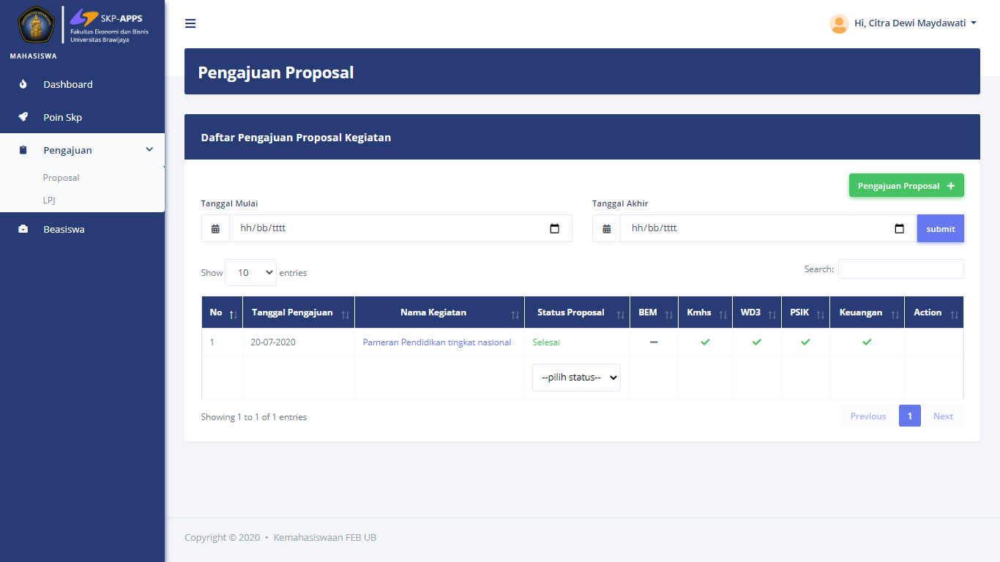 SKP-APPS
Fakultas Ekonomi dan Bisnis
Universitas Brawijaya
MAHASISWA
Dashboard
Poin Skp
Pengajuan
Proposal
LPJ
Beasiswa
Hi, Citra Dewi Maydawati
Pengajuan Proposal
Daftar Pengajuan Proposal Kegiatan
Pengajuan Proposal +
Tanggal Mulai
Tanggal Akhir
hh/bb/tttt
hh/bb/tttt
submit
Show 10 entries
Search:
No Tanggal Pengajuan Nama Kegiatan Status Proposal BEM Kmhs WD3 PSIK Keuangan Action
1 20-07-2020 Pameran Pendidikan tingkat nasional Selesai
--pilih status--
Showing 1 to 1 of 1 entries
Previous 1 Next
Copyright © 2020 • Kemahasiswaan FEB UB